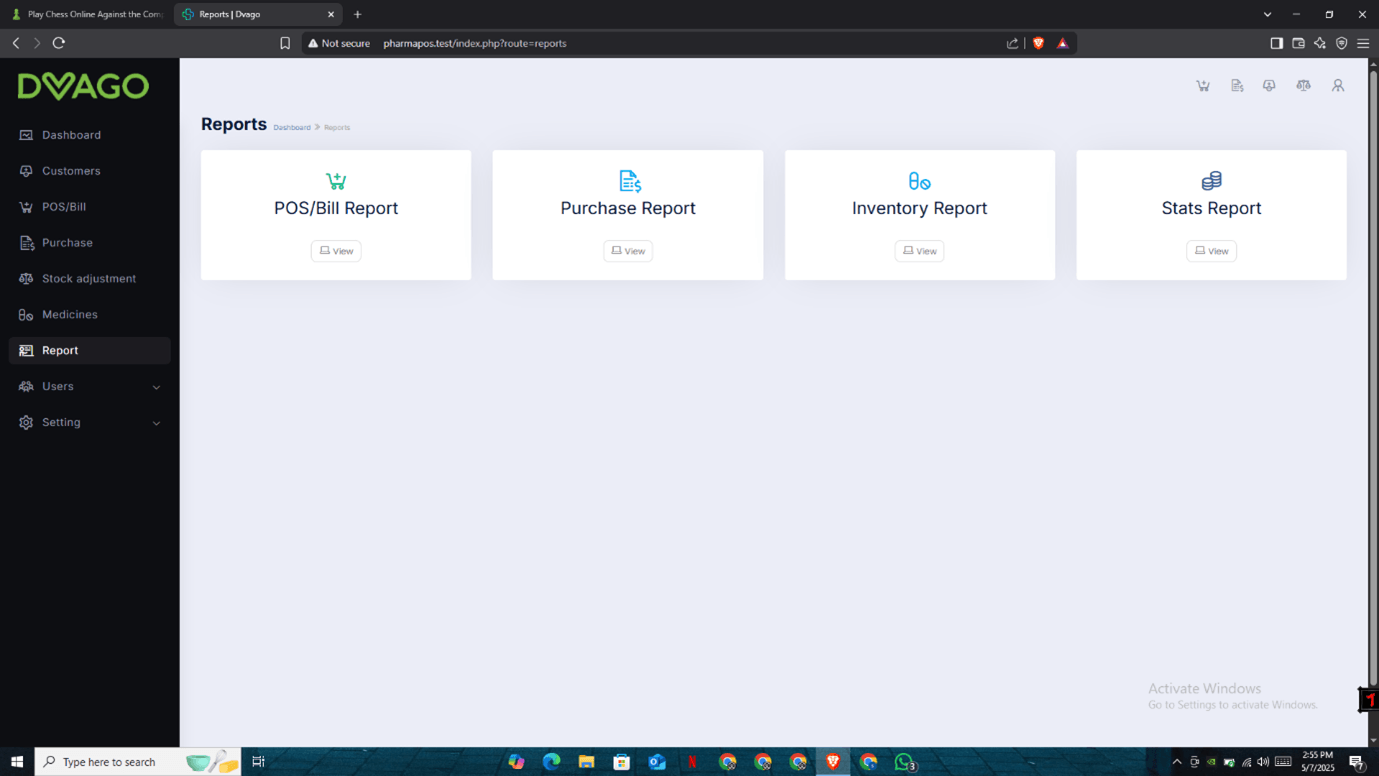 Play Chess Online Against the Com
Reports | Dvago
Not secure
pharmapos.test/index.php?route=reports
DVAGO
Dashboard
Customers
POS/Bill
Purchase
Stock adjustment
Medicines
Report
Users
Setting
Reports Dashboard Reports
POS/Bill Report
View
Purchase Report
View
Inventory Report
View
Stats Report
View
Activate Windows
Go to Settings to activate Windows.
Type here to search
3
2:55 PM
5/7/2025
7